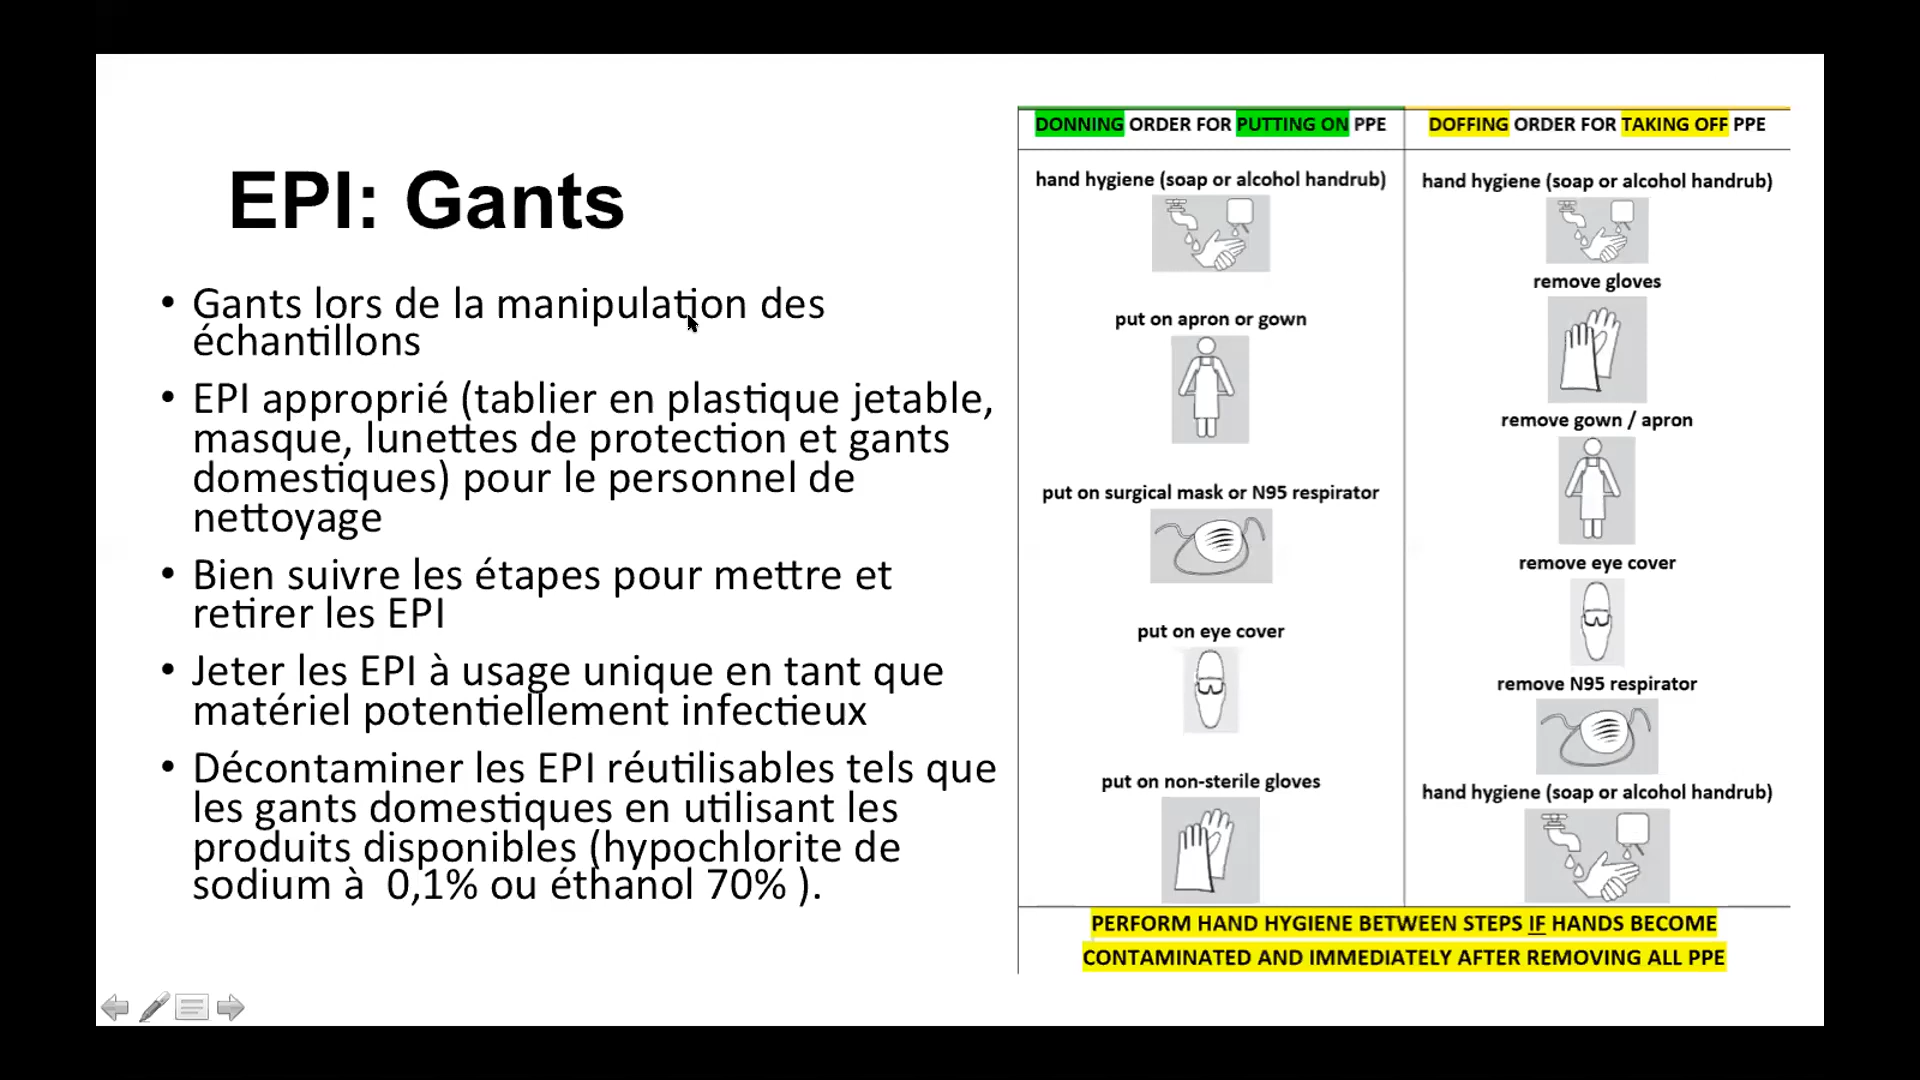 EPI: Gants
• Gants lors de la manipulation des
échantillons
• EPI approprié (tablier en plastique jetable,
masque, lunettes de protection et gants
domestiques) pour le personnel de
nettoyage
• Bien suivre les étapes pour mettre et
retirer les EPI
• Jeter les EPI à usage unique en tant que
matériel potentiellement infectieux
• Décontaminer les EPI réutilisables tels que
les gants domestiques en utilisant les
produits disponibles (hypochlorite de
sodium à 0,1% ou éthanol 70% ).
DONNING ORDER FOR PUTTING ON PPE
hand hygiene (soap or alcohol handrub)
put on apron or gown
put on surgical mask or N95 respirator
put on eye cover
put on non-sterile gloves
DOFFING ORDER FOR TAKING OFF PPE
hand hygiene (soap or alcohol handrub)
remove gloves
remove gown / apron
remove eye cover
remove N95 respirator
hand hygiene (soap or alcohol handrub)
PERFORM HAND HYGIENE BETWEEN STEPS IF HANDS BECOME
CONTAMINATED AND IMMEDIATELY AFTER REMOVING ALL PPE